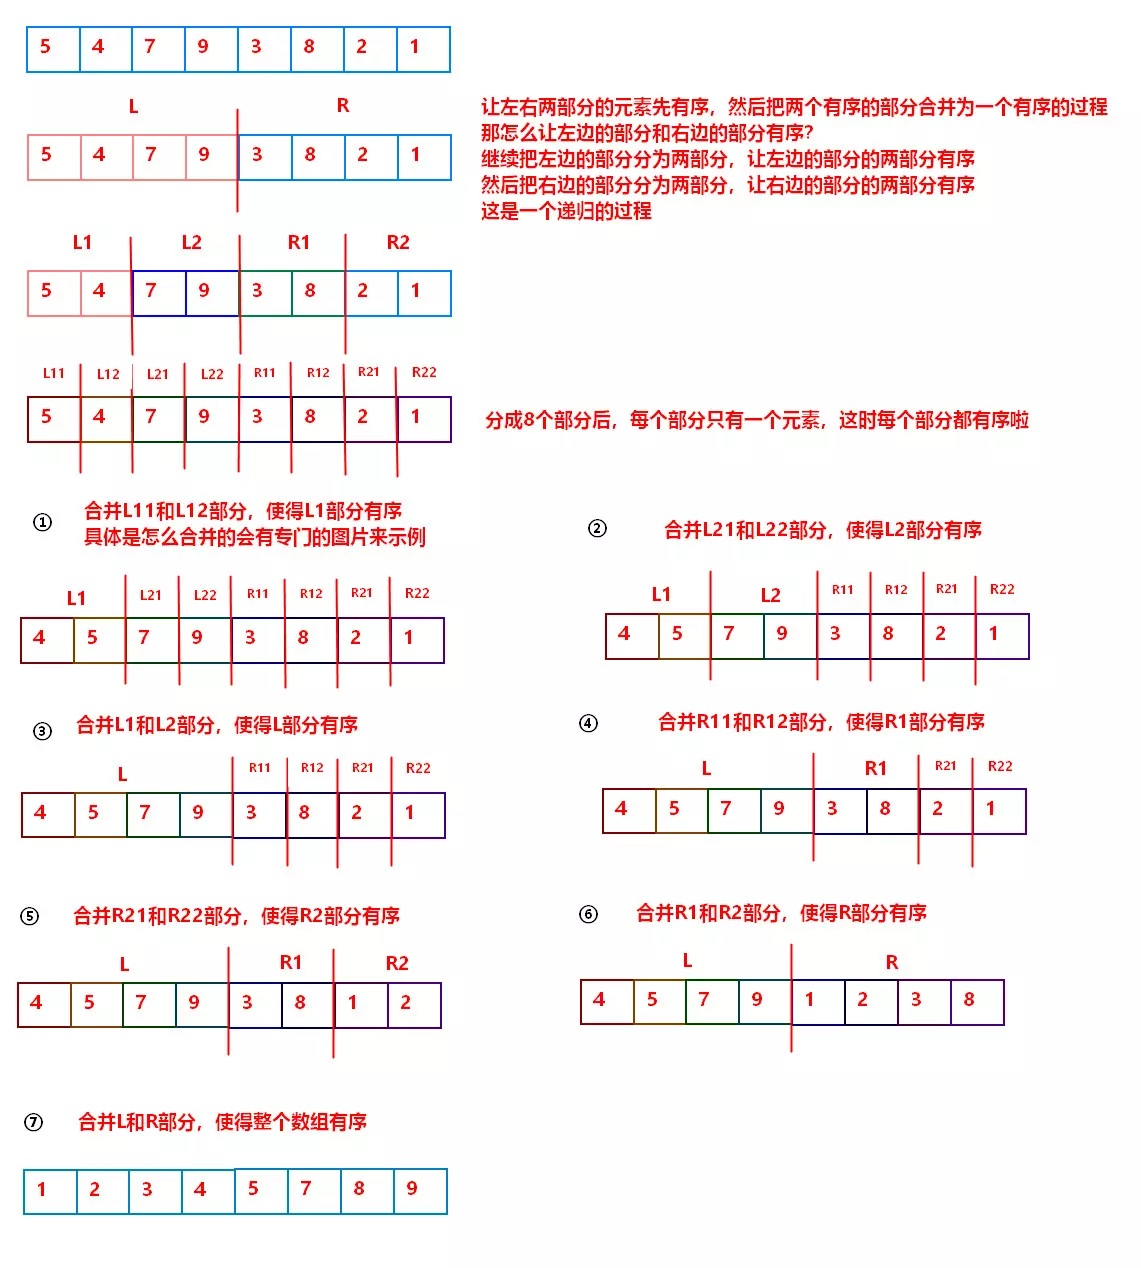 5 4 7 9 3 8 2 1
L R
5 4 7 9 3 8 2 1
让左右两部分的元素先有序，然后把两个有序的部分合并为一个有序的过程
那怎么让左边的部分和右边的部分有序?
继续把左边的部分分为两部分，让左边的部分的两部分有序
然后把右边的部分分为两部分，让右边的部分的两部分有序
这是一个递归的过程
L1 L2 R1 R2
5 4 7 9 3 8 2 1
L11 L12 L21 L22 R11 R12 R21 R22
5 4 7 9 3 8 2 1
分成8个部分后，每个部分只有一个元素，这时每个部分都有序啦
① 合并L11和L12部分，使得L1部分有序
具体是怎么合并的会有专门的图片来示例
L1 L21 L22 R11 R12 R21 R22
4 5 7 9 3 8 2 1
② 合并L21和L22部分，使得L2部分有序
L1 L2 R11 R12 R21 R22
4 5 7 9 3 8 2 1
③ 合并L1和L2部分，使得L部分有序
L R11 R12 R21 R22
4 5 7 9 3 8 2 1
④ 合并R11和R12部分，使得R1部分有序
L R1 R21 R22
4 5 7 9 3 8 2 1
⑤ 合并R21和R22部分，使得R2部分有序
L R1 R2
4 5 7 9 3 8 1 2
⑥ 合并R1和R2部分，使得R部分有序
L R
4 5 7 9 1 2 3 8
⑦ 合并L和R部分，使得整个数组有序
1 2 3 4 5 7 8 9